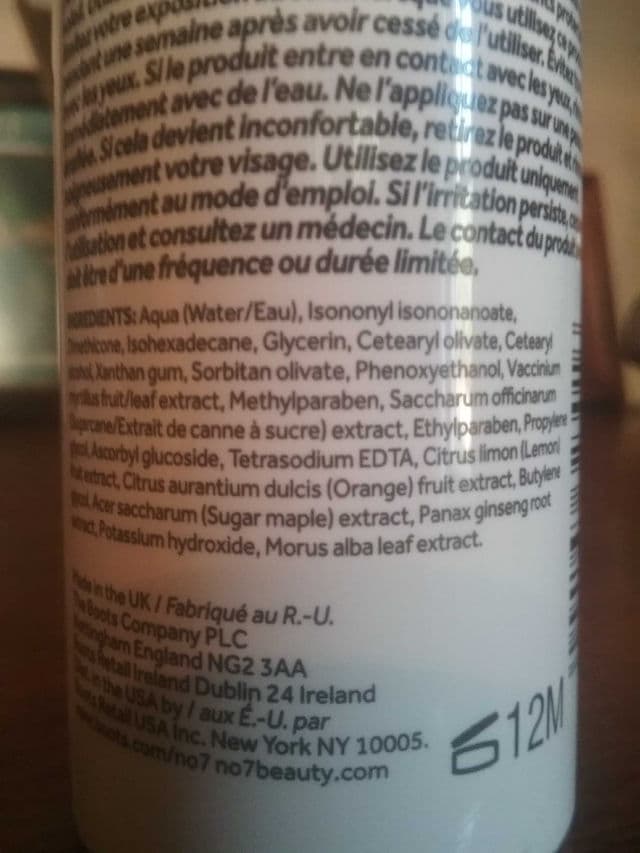 votre exposition
une semaine après avoir cessé de l'utiliser. Évitez
les yeux. Si le produit entre en contact avec les yeux,
avec de l'eau. Ne l'appliquez pas sur une
Si cela devient inconfortable, retirez le produit et
votre visage. Utilisez le produit uniquement
au mode d'emploi. Si l'irritation persiste,
et consultez un médecin. Le contact du produit
doit être d'une fréquence ou durée limitée.
INGREDIENTS: Aqua (Water/Eau), Isononyl isononanoate,
Dimethicone, Isohexadecane, Glycerin, Cetearyl olivate, Cetearyl
alcohol, Xanthan gum, Sorbitan olivate, Phenoxyethanol, Vaccinium
myrtillus fruit/leaf extract, Methylparaben, Saccharum officinarum
(Sugarcane/Extrait de canne à sucre) extract, Ethylparaben, Propylene
glycol, Ascorbyl glucoside, Tetrasodium EDTA, Citrus limon (Lemon)
fruit extract, Citrus aurantium dulcis (Orange) fruit extract, Butylene
glycol, Acer saccharum (Sugar maple) extract, Panax ginseng root
extract, Potassium hydroxide, Morus alba leaf extract.
Made in the UK / Fabriqué au R.-U.
The Boots Company PLC
Nottingham England NG2 3AA
Boots Retail Ireland Dublin 24 Ireland
Dist. in the USA by / aux É.-U. par
Boots Retail USA Inc. New York NY 10005.
www.boots.com/no7 no7beauty.com
12M